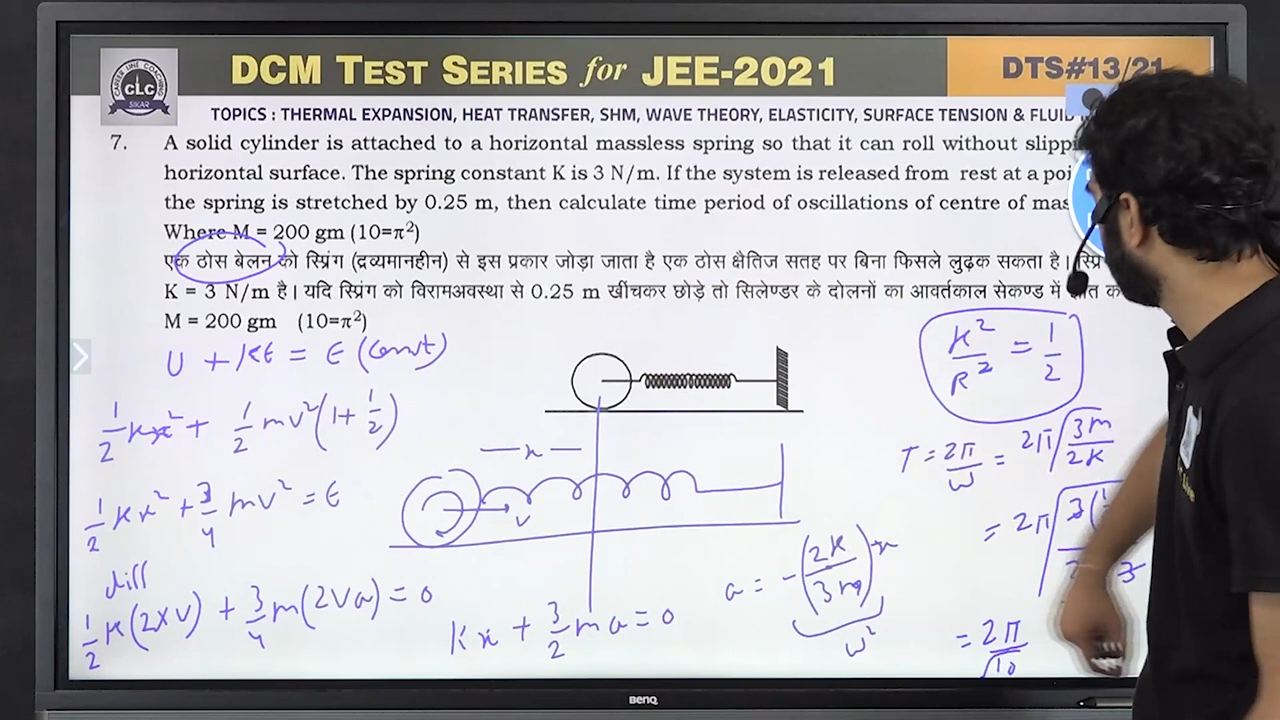 DCM TEST SERIES for JEE-2021
DTS#13/21
CAREER LINE COACHING
CLC
SIKAR
TOPICS : THERMAL EXPANSION, HEAT TRANSFER, SHM, WAVE THEORY, ELASTICITY, SURFACE TENSION & FLUID
7. A solid cylinder is attached to a horizontal massless spring so that it can roll without
horizontal surface. The spring constant K is 3 N/m. If the system is released from rest at a
the spring is stretched by 0.25 m, then calculate time period of oscillations of centre of
Where M = 200 gm (10=π²)
एक ठोस बेलन को स्प्रिंग (द्रव्यमानहीन) से इस प्रकार जोड़ा जाता है एक ठोस क्षैतिज सतह पर बिना फिसले लुढ़क सकता है।
K = 3 N/m है। यदि स्प्रिंग को विरामअवस्था से 0.25 m खींचकर छोड़े तो सिलेण्डर के दोलनों का आवर्तकाल सेकण्ड में
M = 200 gm (10=π²)
U + KE = E (const)
1/2 Kx² + 1/2 mv² (1 + 1/2)
1/2 Kx² + 3/4 mv² = E
diff
1/2 K(2xv) + 3/4 m(2va) = 0
x
v
Kx + 3/2 ma = 0
a = -(2K/3m) x
ω²
K²/R² = 1/2
T = 2π/ω = 2π√(3m/2K)
= 2π
= 2π/√10
BenQ